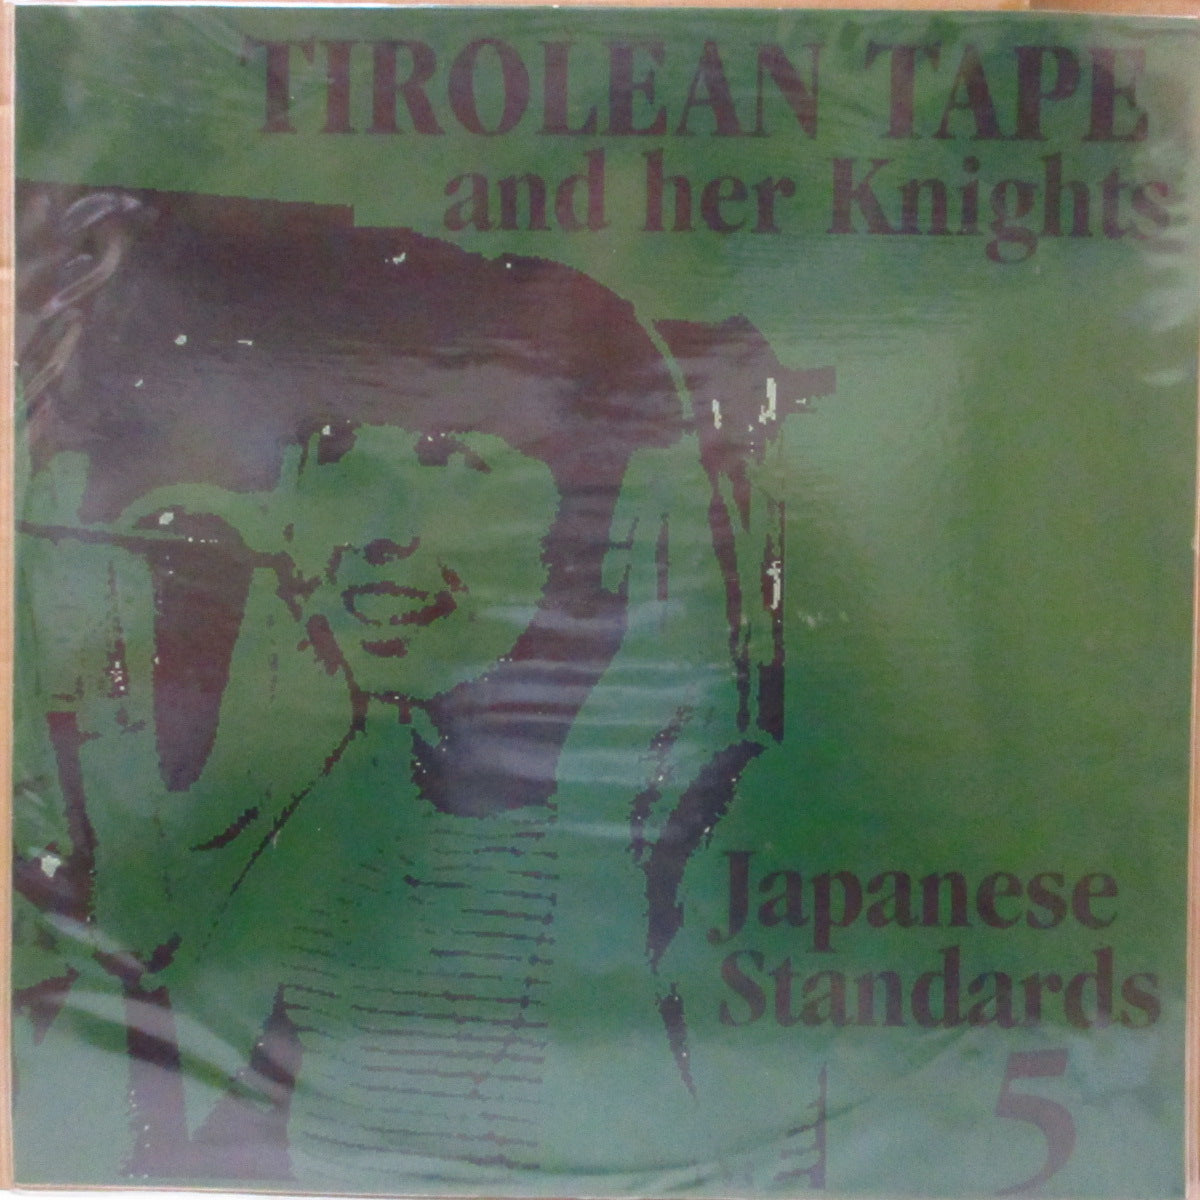 TIROLEAN TAPE
and her Knights
Japanese
Standards
5